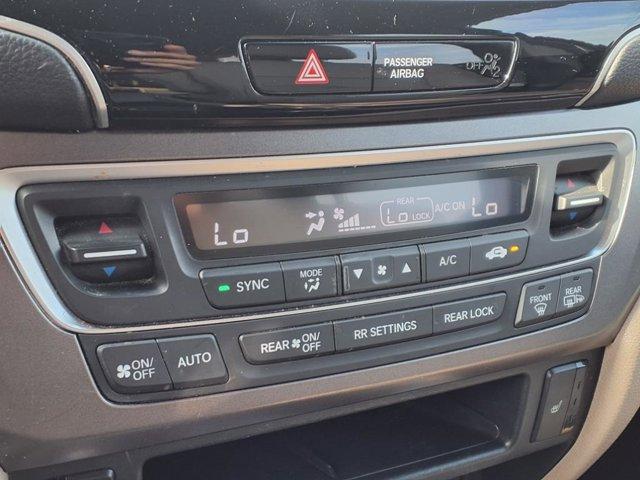 PASSENGER
AIRBAG
OFF
2
Lo
REAR
Lo LOCK
A/C ON
Lo
SYNC
MODE
A/C
FRONT
REAR
REAR ON/OFF
RR SETTINGS
REAR LOCK
ON/OFF
AUTO